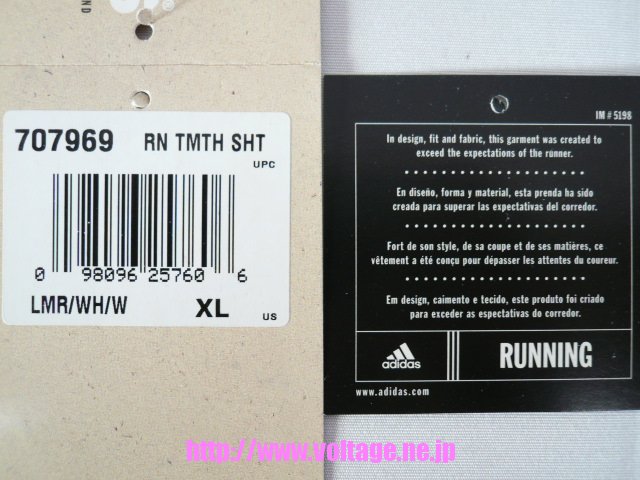 ND
707969 RN TMTH SHT
UPC
0 98096 25760 6
LMR/WH/W XL US
IM # 5198
In design, fit and fabric, this garment was created to
exceed the expectations of the runner.
En diseño, forma y material, esta prenda ha sido
creada para superar las expectativas del corredor.
Fort de son style, de sa coupe et de ses matières, ce
vêtement a été conçu pour dépasser les attentes du coureur.
Em design, caimento e tecido, este produto foi criado
para exceder as espectativas do corredor.
adidas
RUNNING
www.adidas.com
http://www.voltage.ne.jp